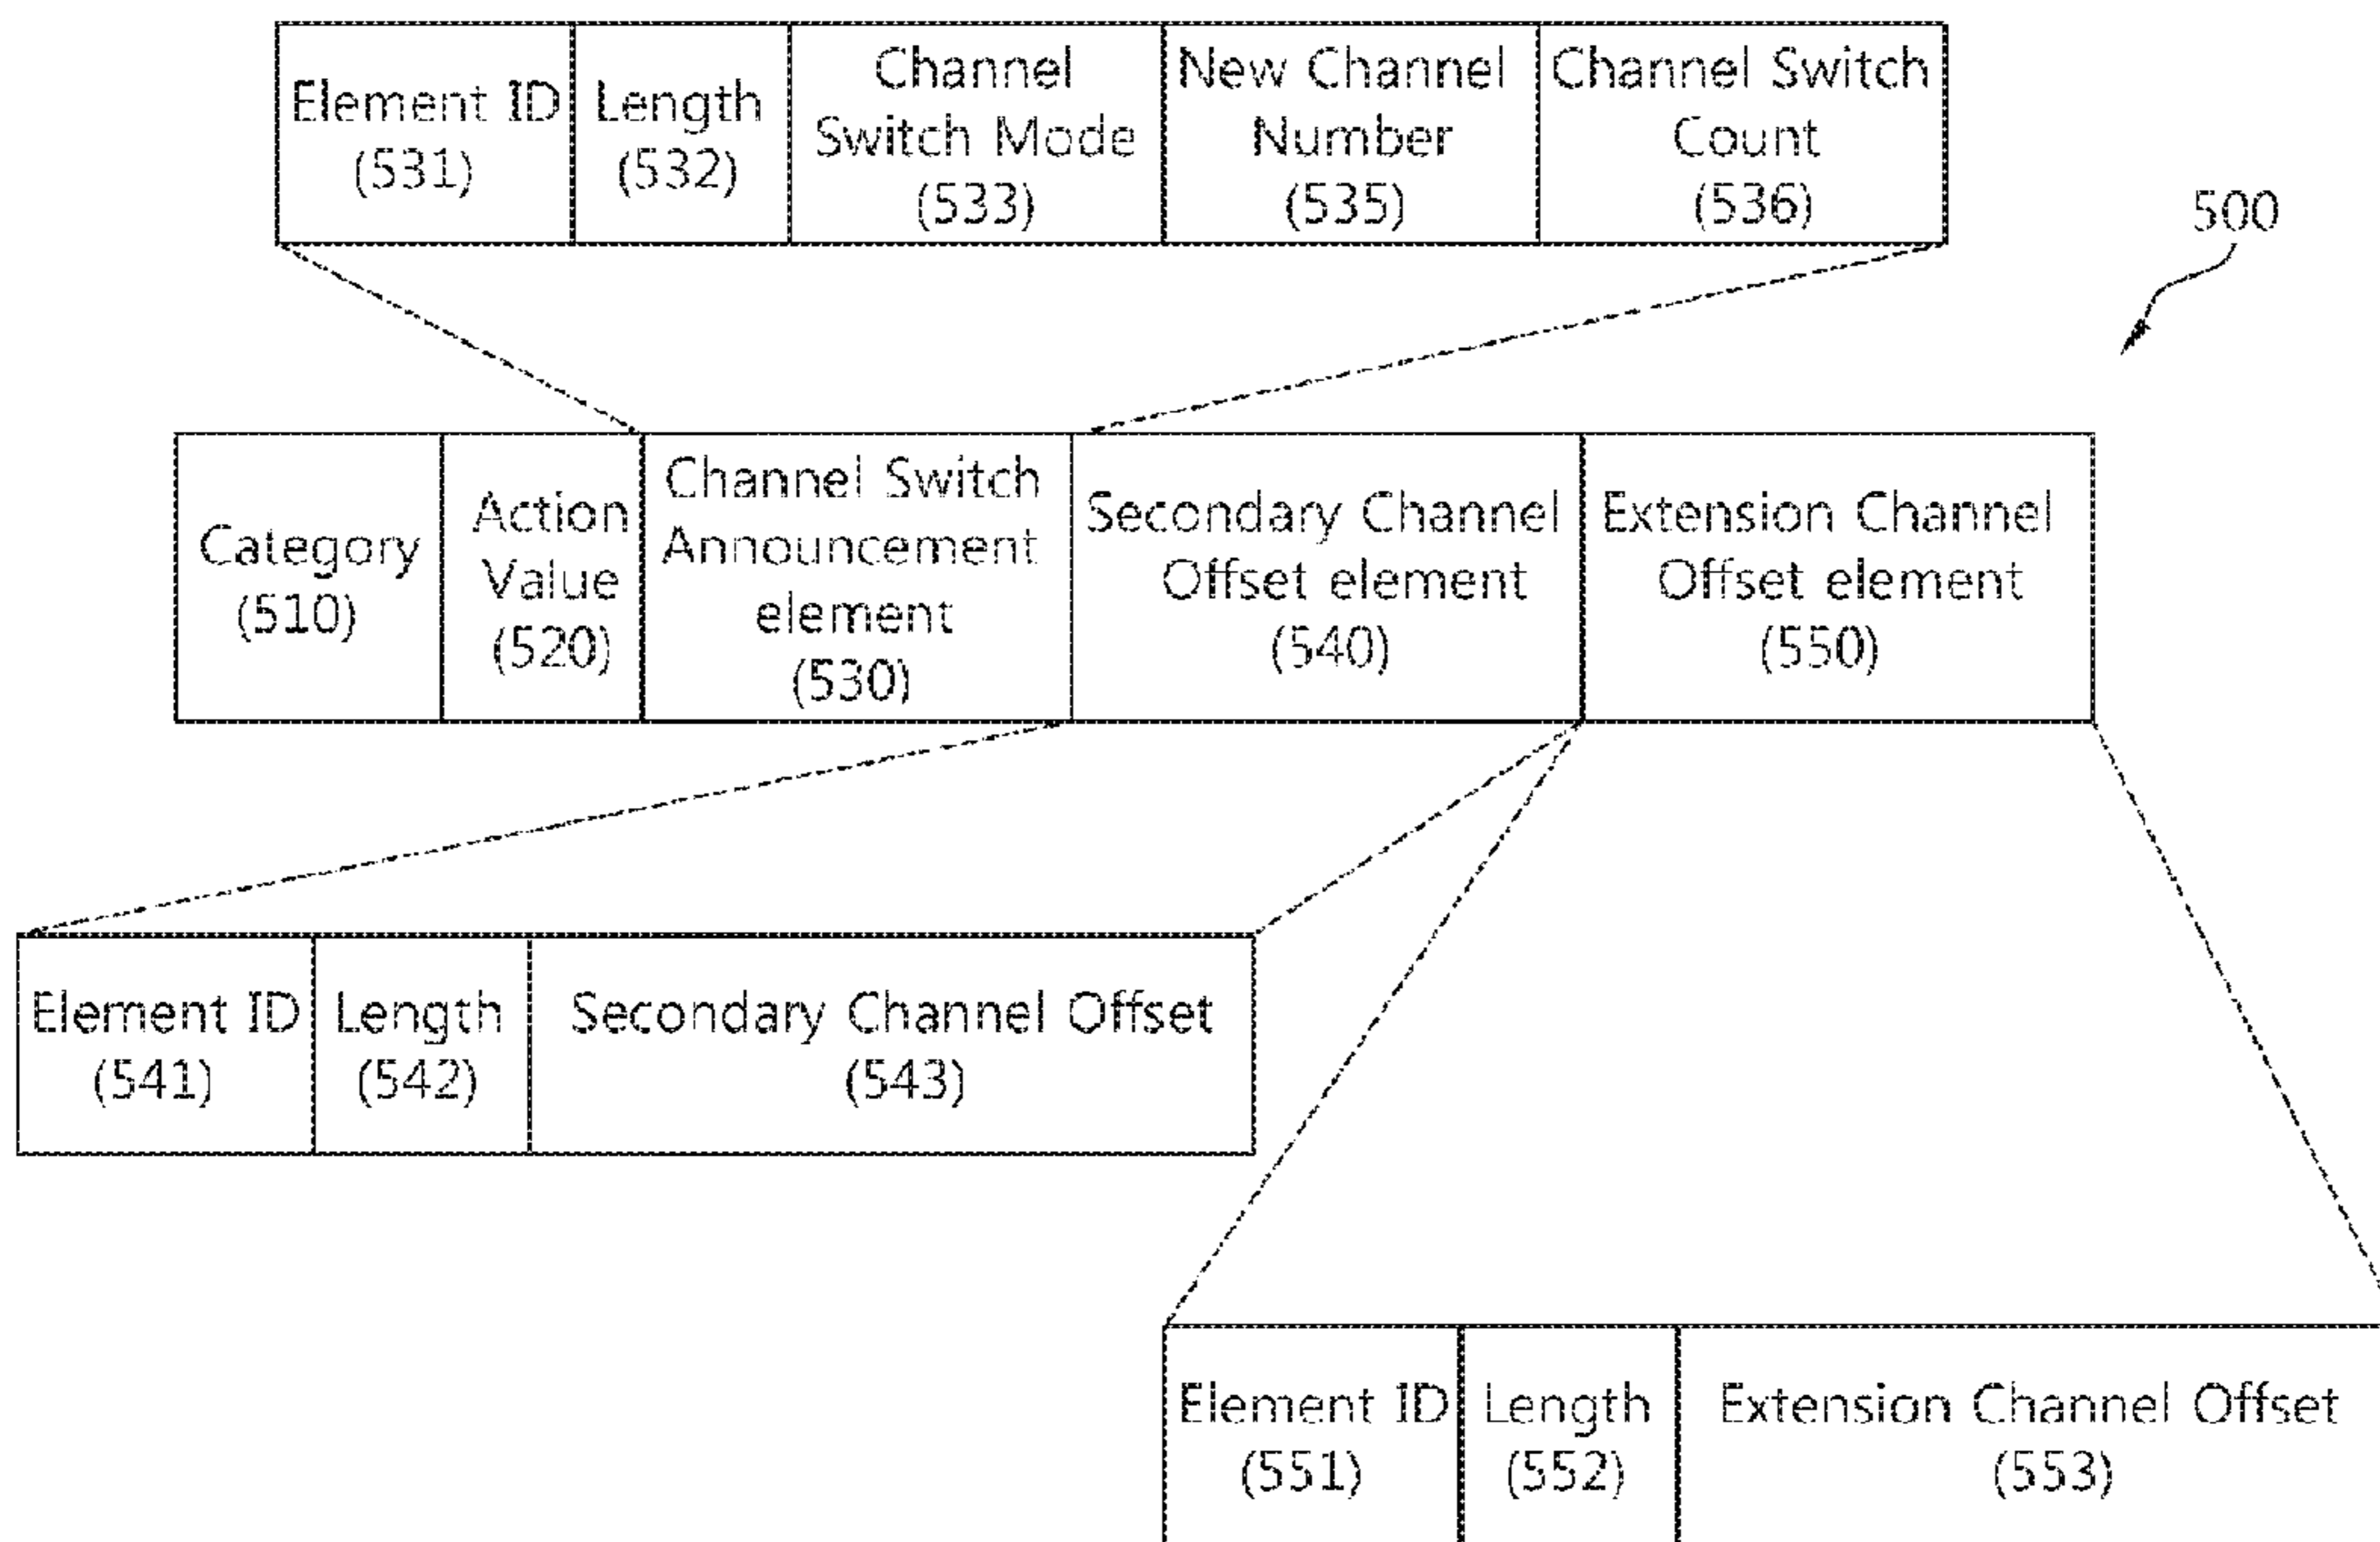 Element ID
(531)
Length
(532)
Channel
Switch Mode
(533)
New Channel
Number
(535)
Channel Switch
Count
(536)
500
Category
(510)
Action
Value
(520)
Channel Switch
Announcement
element
(530)
Secondary Channel
Offset element
(540)
Extension Channel
Offset element
(550)
Element ID
(541)
Length
(542)
Secondary Channel Offset
(543)
Element ID
(551)
Length
(552)
Extension Channel Offset
(553)